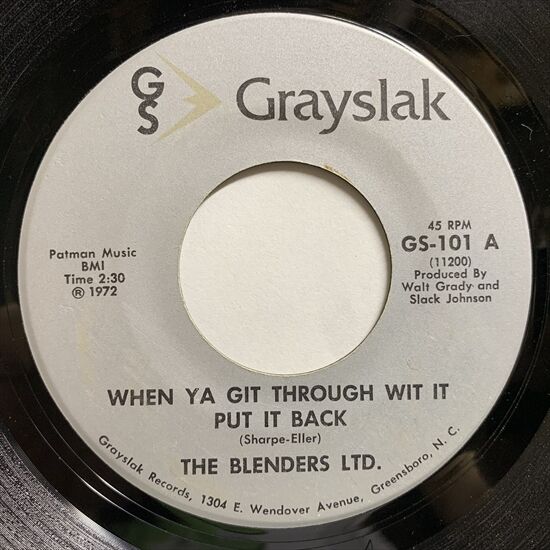 GS
Grayslak
45 RPM
GS-101 A
(11200)
Produced By
Walt Grady and
Slack Johnson
Patman Music
BMI
Time 2:30
℗ 1972
WHEN YA GIT THROUGH WIT IT
PUT IT BACK
(Sharpe-Eller)
THE BLENDERS LTD.
Grayslak Records, 1304 E. Wendover Avenue, Greensboro, N. C.